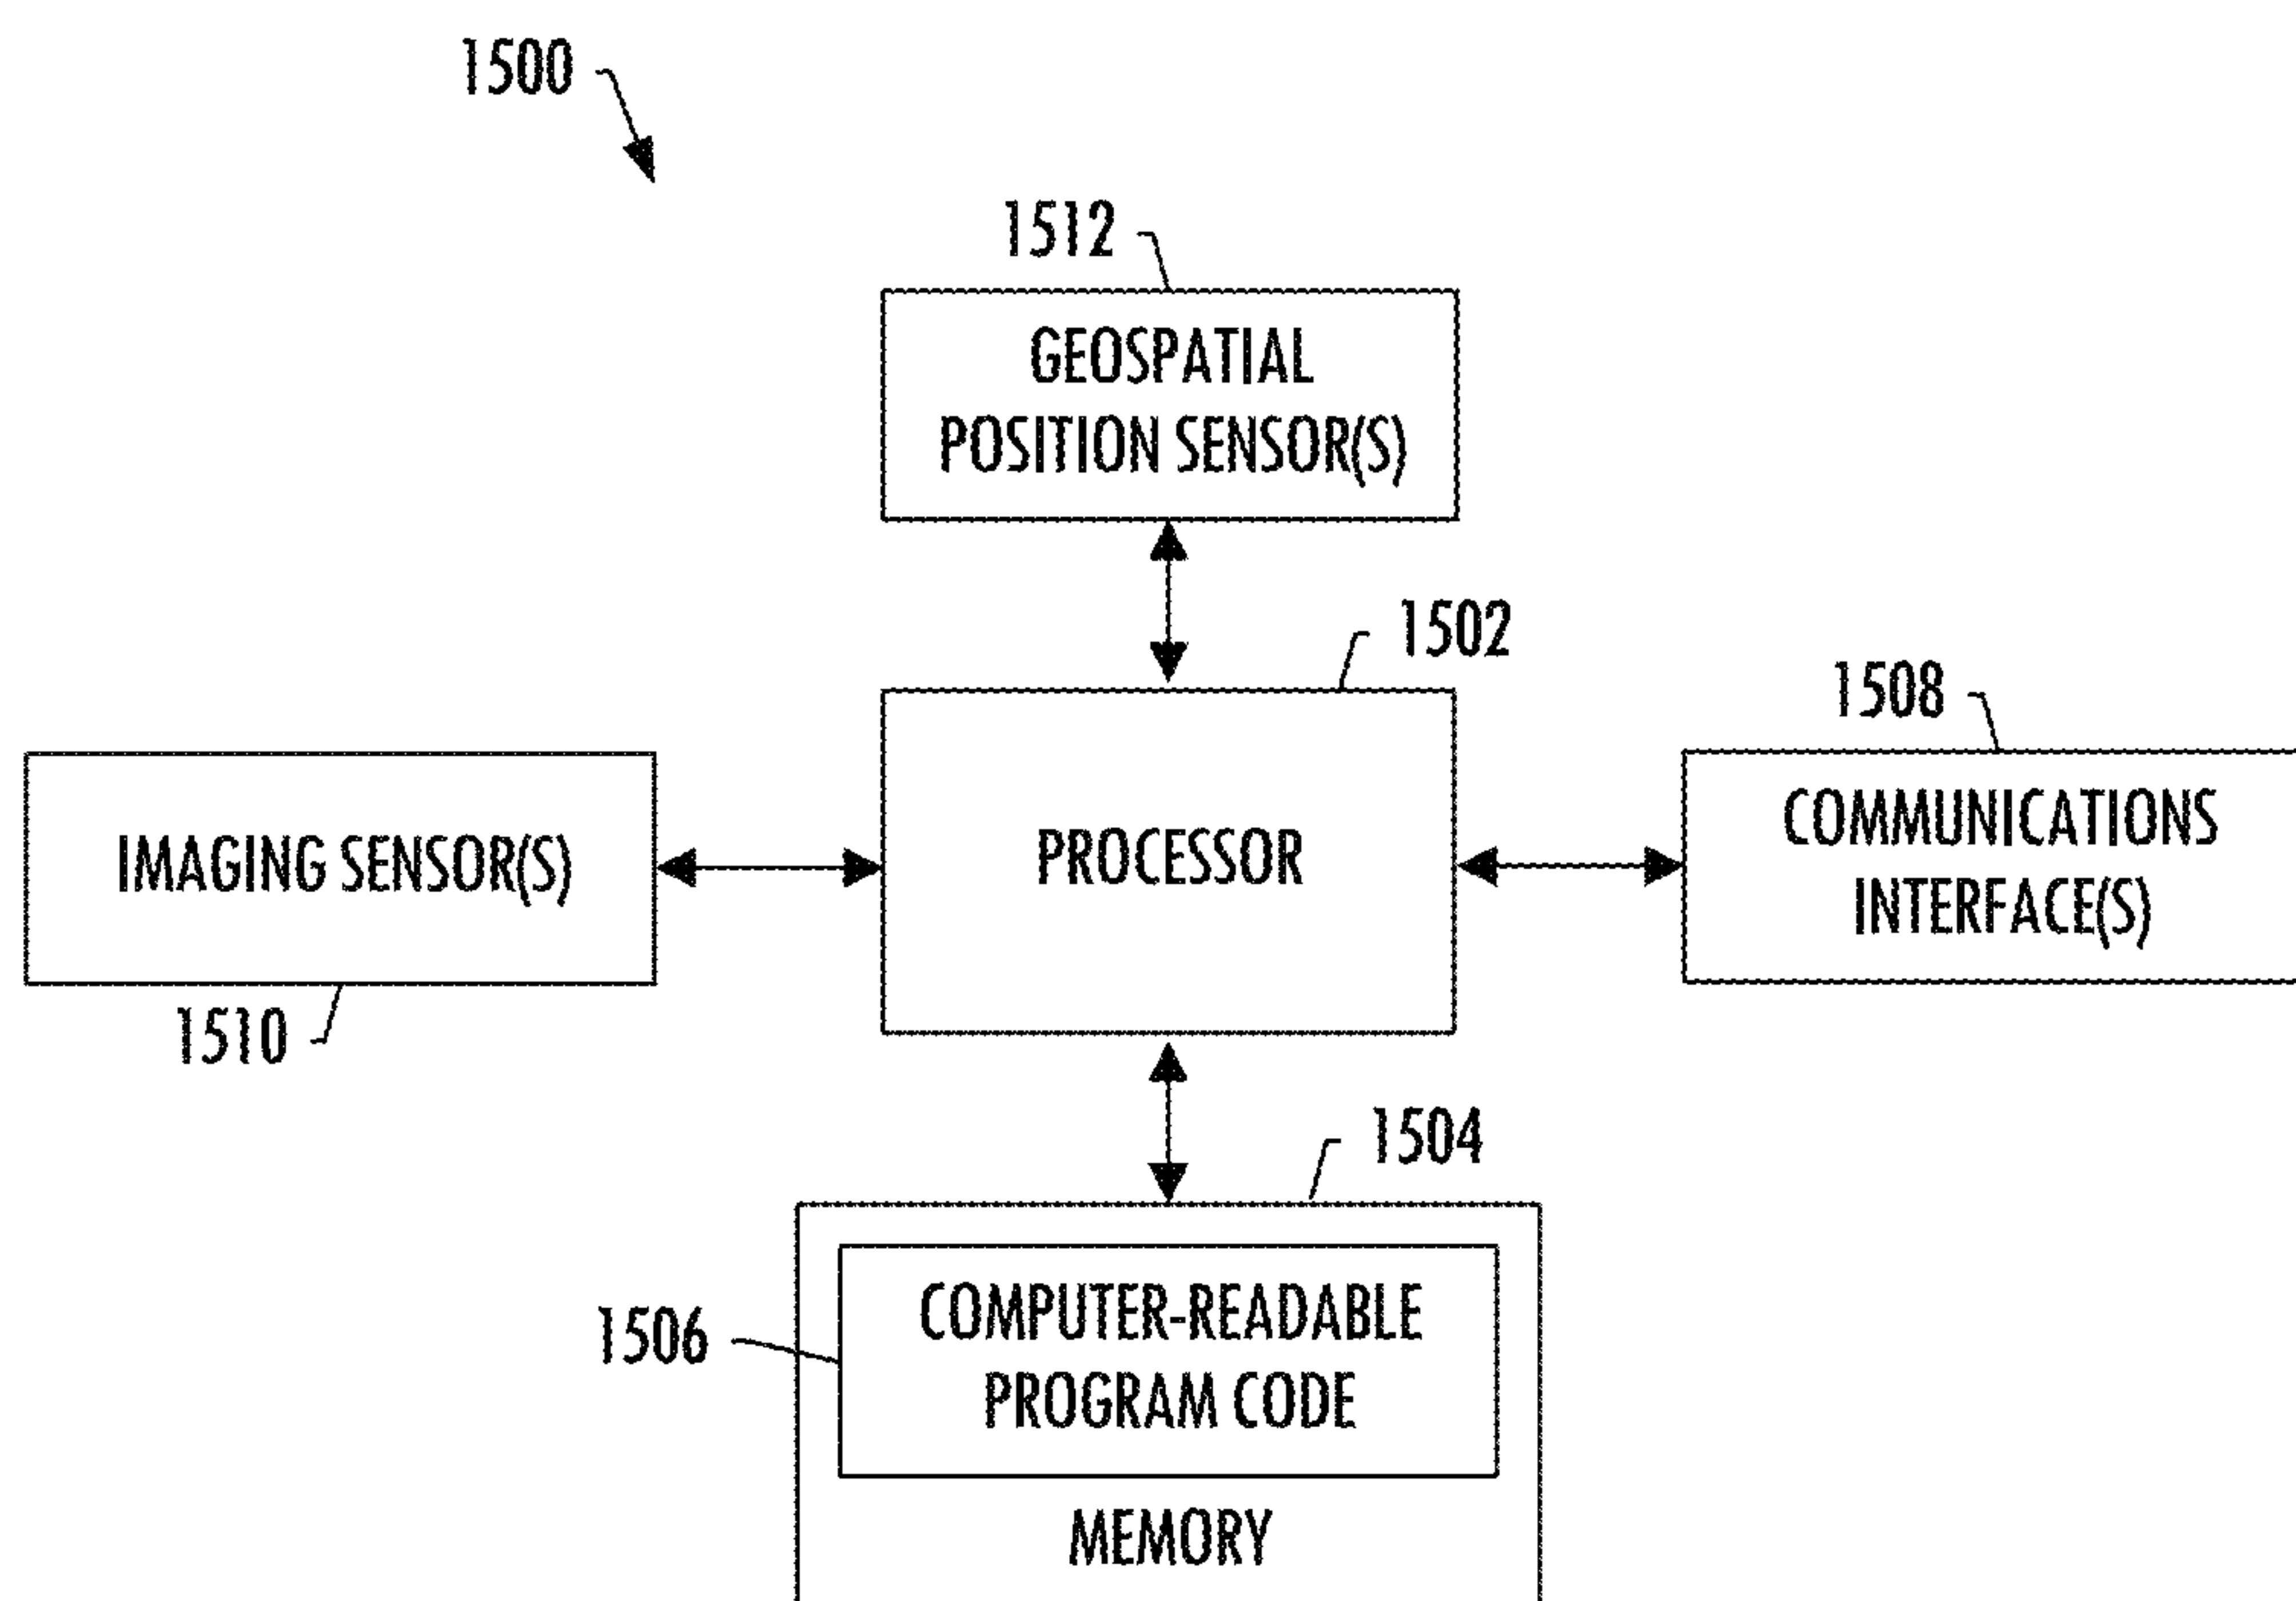 1500
1512
GEOSPATIAL
POSITION SENSOR(S)
1502
1508
IMAGING SENSOR(S)
PROCESSOR
COMMUNICATIONS
INTERFACE(S)
1510
1504
1506
COMPUTER-READABLE
PROGRAM CODE
MEMORY